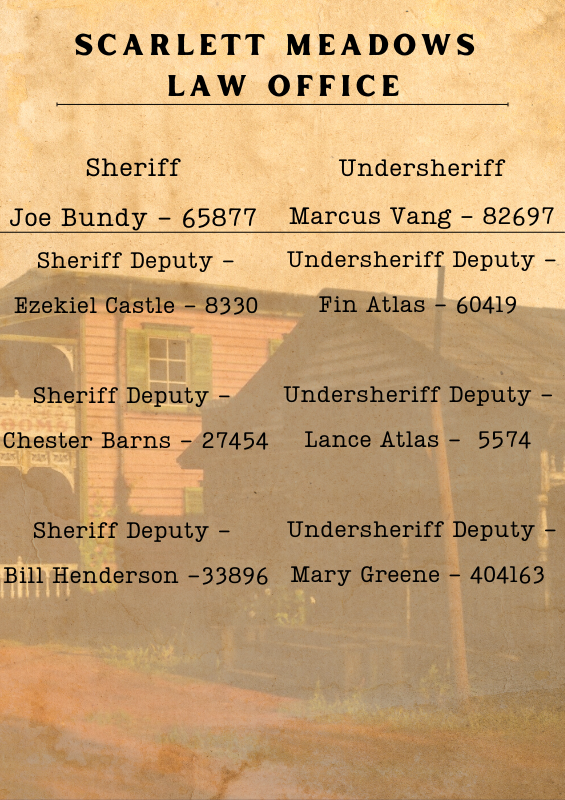 SCARLETT MEADOWS
LAW OFFICE
Sheriff
Joe Bundy – 65877
Undersheriff
Marcus Vang – 82697
Sheriff Deputy –
Ezekiel Castle – 8330
Undersheriff Deputy –
Fin Atlas – 60419
Sheriff Deputy –
Chester Barns – 27454
Undersheriff Deputy –
Lance Atlas – 5574
Sheriff Deputy –
Bill Henderson –33896
Undersheriff Deputy –
Mary Greene – 404163